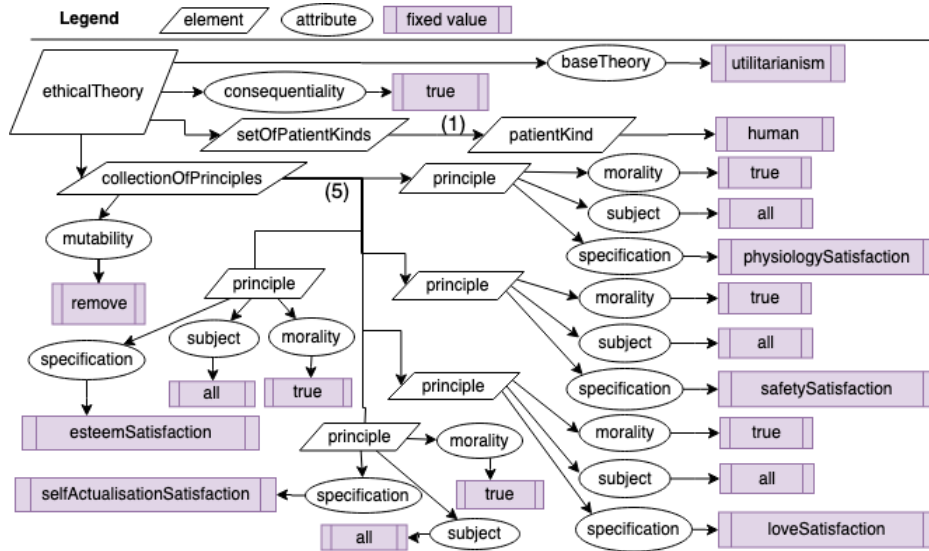 Legend element attribute fixed value
ethicalTheory baseTheory utilitarianism
consequentiality true
setOfPatientKinds (1) patientKind human
collectionOfPrinciples (5) principle morality true
subject all
specification physiologySatisfaction
mutability
remove
principle
specification subject morality
all true
esteemSatisfaction
principle morality true
subject all
specification safetySatisfaction
principle morality true
subject all
specification loveSatisfaction
principle morality
true
selfActualisationSatisfaction specification
all subject